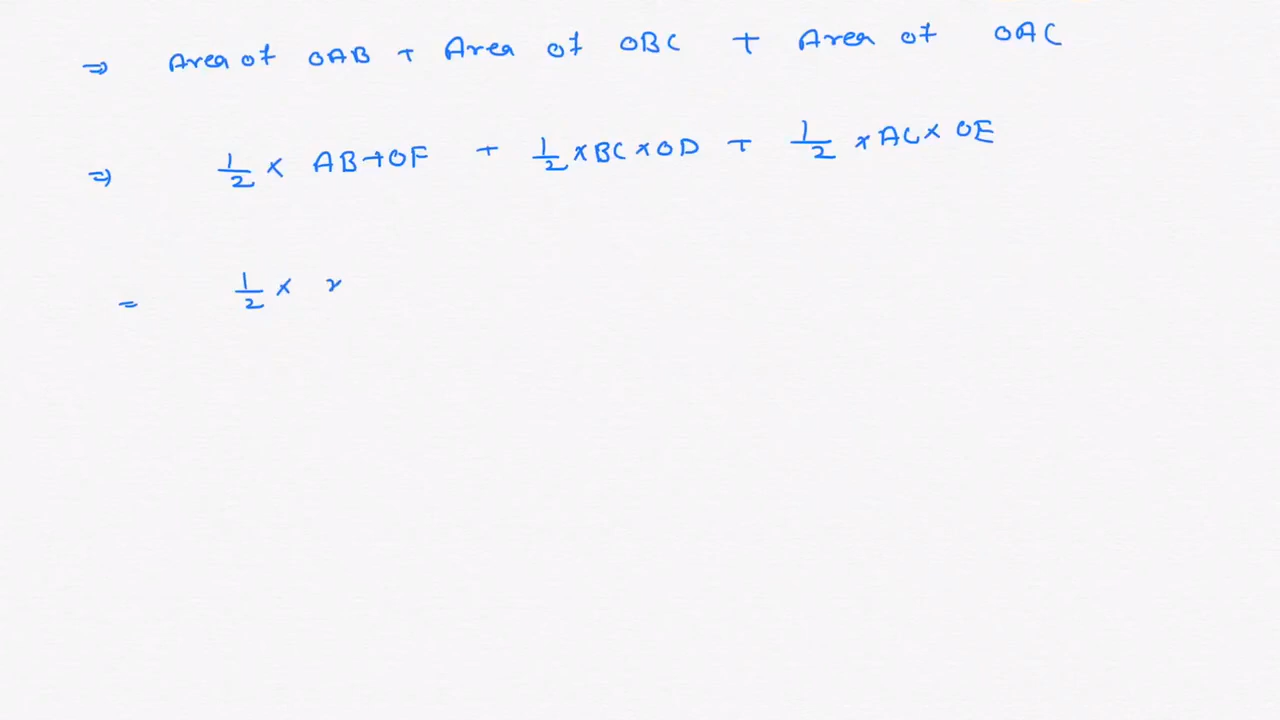 ⇒ Area of OAB + Area of OBC + Area of OAC
⇒ 1/2 × AB+OF + 1/2 × BC × OD + 1/2 × AC × OE
= 1/2 ×